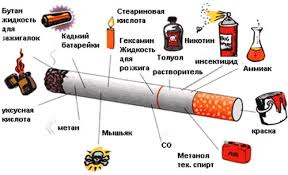 Бутан
жидкость
для
зажигалок
Кадмий
батарейки
Стеариновая
кислота
Гексамин
Жидкость
для
розжига
Толуол
растворитель
Никотин
инсектицид
Аммиак
уксусная
кислота
метан
Мышьяк
CO
Метанол
тех. спирт
краска